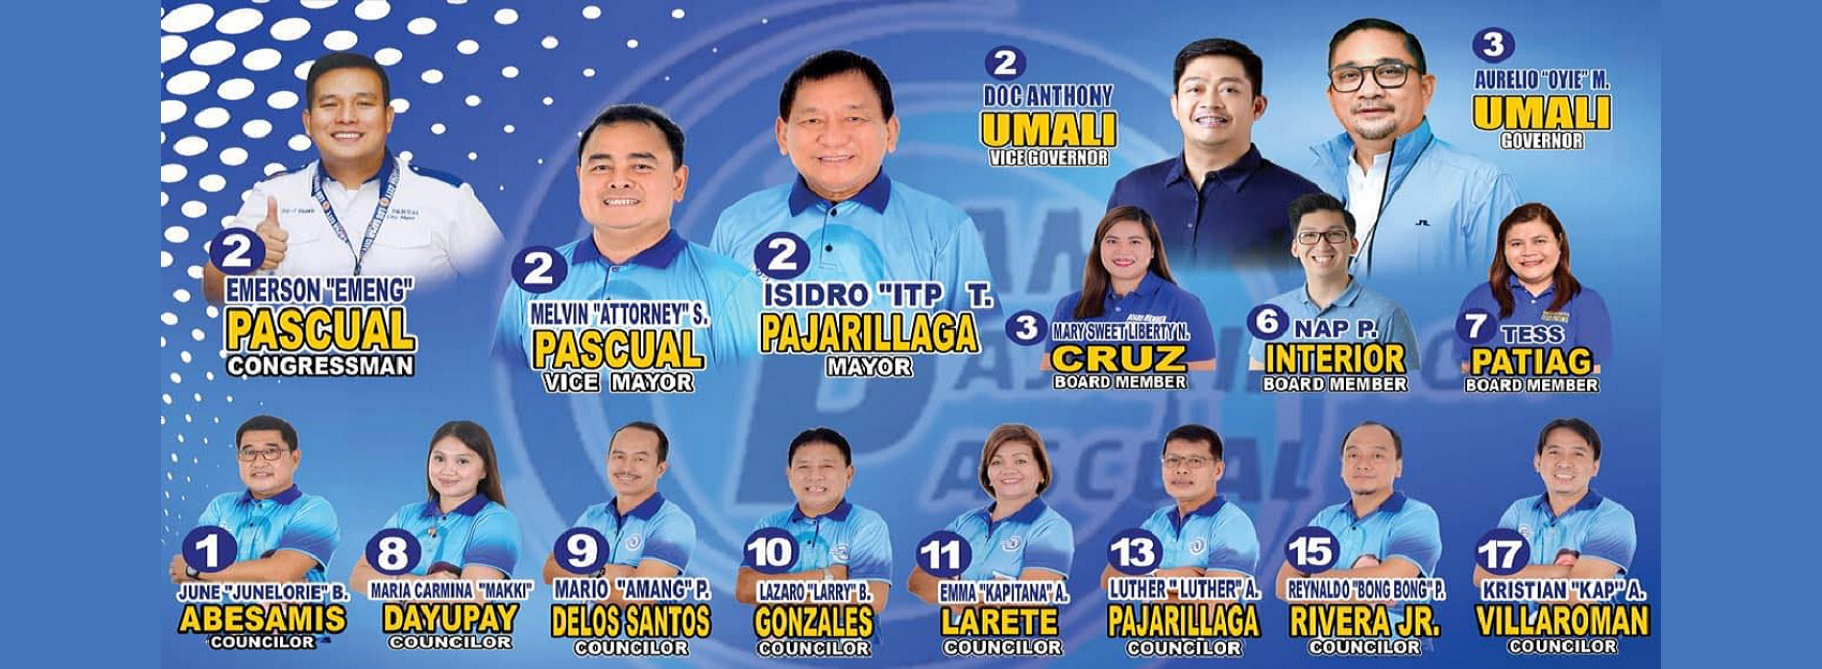 2
EMERSON "EMENG"
PASCUAL
CONGRESSMAN
2
MELVIN "ATTORNEY" S.
PASCUAL
VICE MAYOR
2
ISIDRO "ITP T.
PAJARILLAGA
MAYOR
2
DOC ANTHONY
UMALI
VICE GOVERNOR
3
AURELIO "OYIE" M.
UMALI
GOVERNOR
3
MARY SWEET LIBERTY N.
CRUZ
BOARD MEMBER
6
NAP P.
INTERIOR
BOARD MEMBER
7
TESS
PATIAG
BOARD MEMBER
ASCUAL
1
JUNE "JUNELORIE" B.
ABESAMIS
COUNCILOR
8
MARIA CARMINA "MAKKI"
DAYUPAY
COUNCILOR
9
MARIO "AMANG" P.
DELOS SANTOS
COUNCILOR
10
LAZARO "LARRY" B.
GONZALES
COUNCILOR
11
EMMA "KAPITANA" A.
LARETE
COUNCILOR
13
LUTHER "LUTHER" A.
PAJARILLAGA
COUNCILOR
15
REYNALDO "BONG BONG" P.
RIVERA JR.
COUNCILOR
17
KRISTIAN "KAP" A.
VILLAROMAN
COUNCILOR